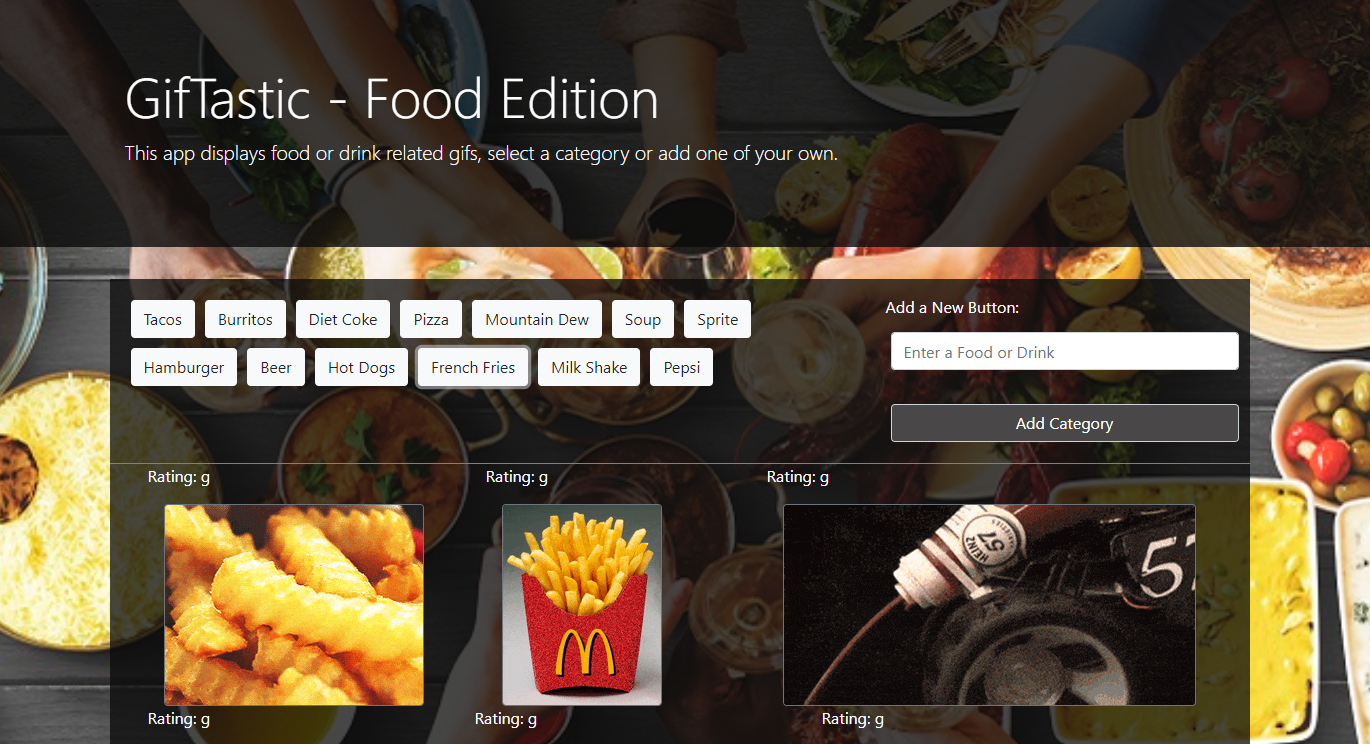 GifTastic - Food Edition
This app displays food or drink related gifs, select a category or add one of your own.
Tacos Burritos Diet Coke Pizza Mountain Dew Soup Sprite
Hamburger Beer Hot Dogs French Fries Milk Shake Pepsi
Add a New Button:
Enter a Food or Drink
Add Category
Rating: g Rating: g Rating: g
HEINZ
57
57
Rating: g Rating: g Rating: g